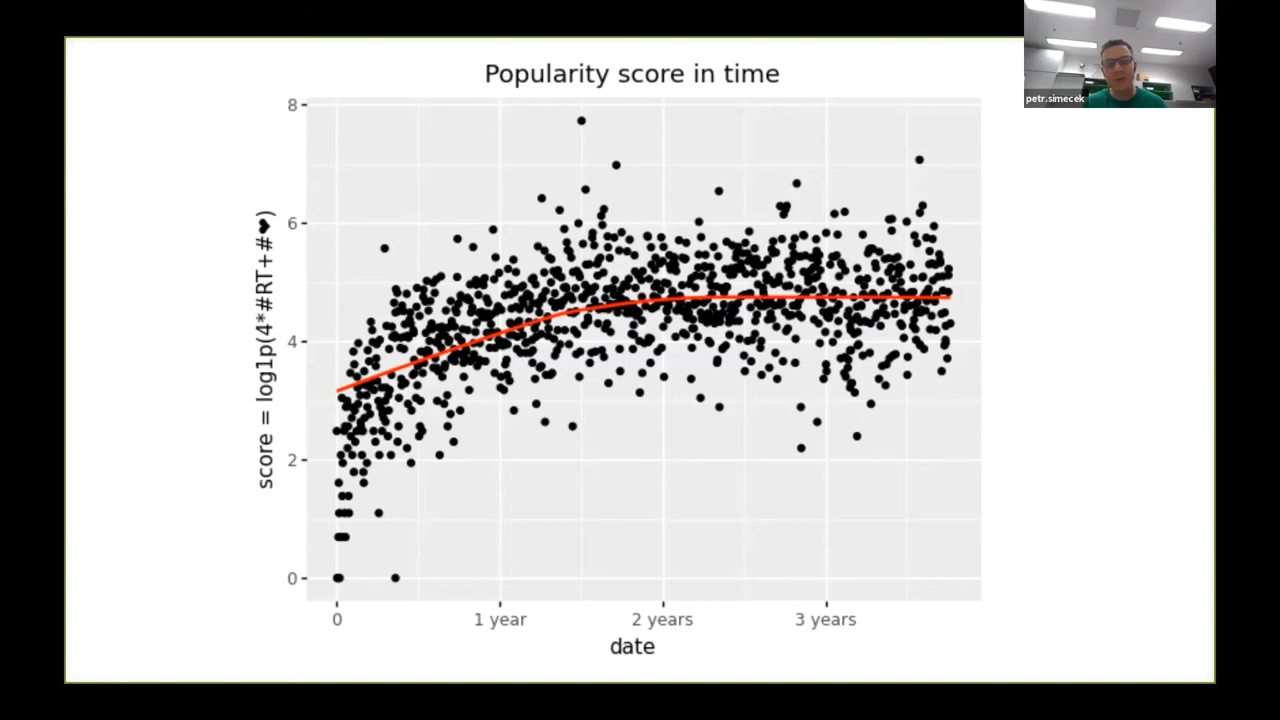 Popularity score in time
petr.simecek
score = log1p(4*#RT+#❤)
8
6
4
2
0
0
1 year
2 years
3 years
date